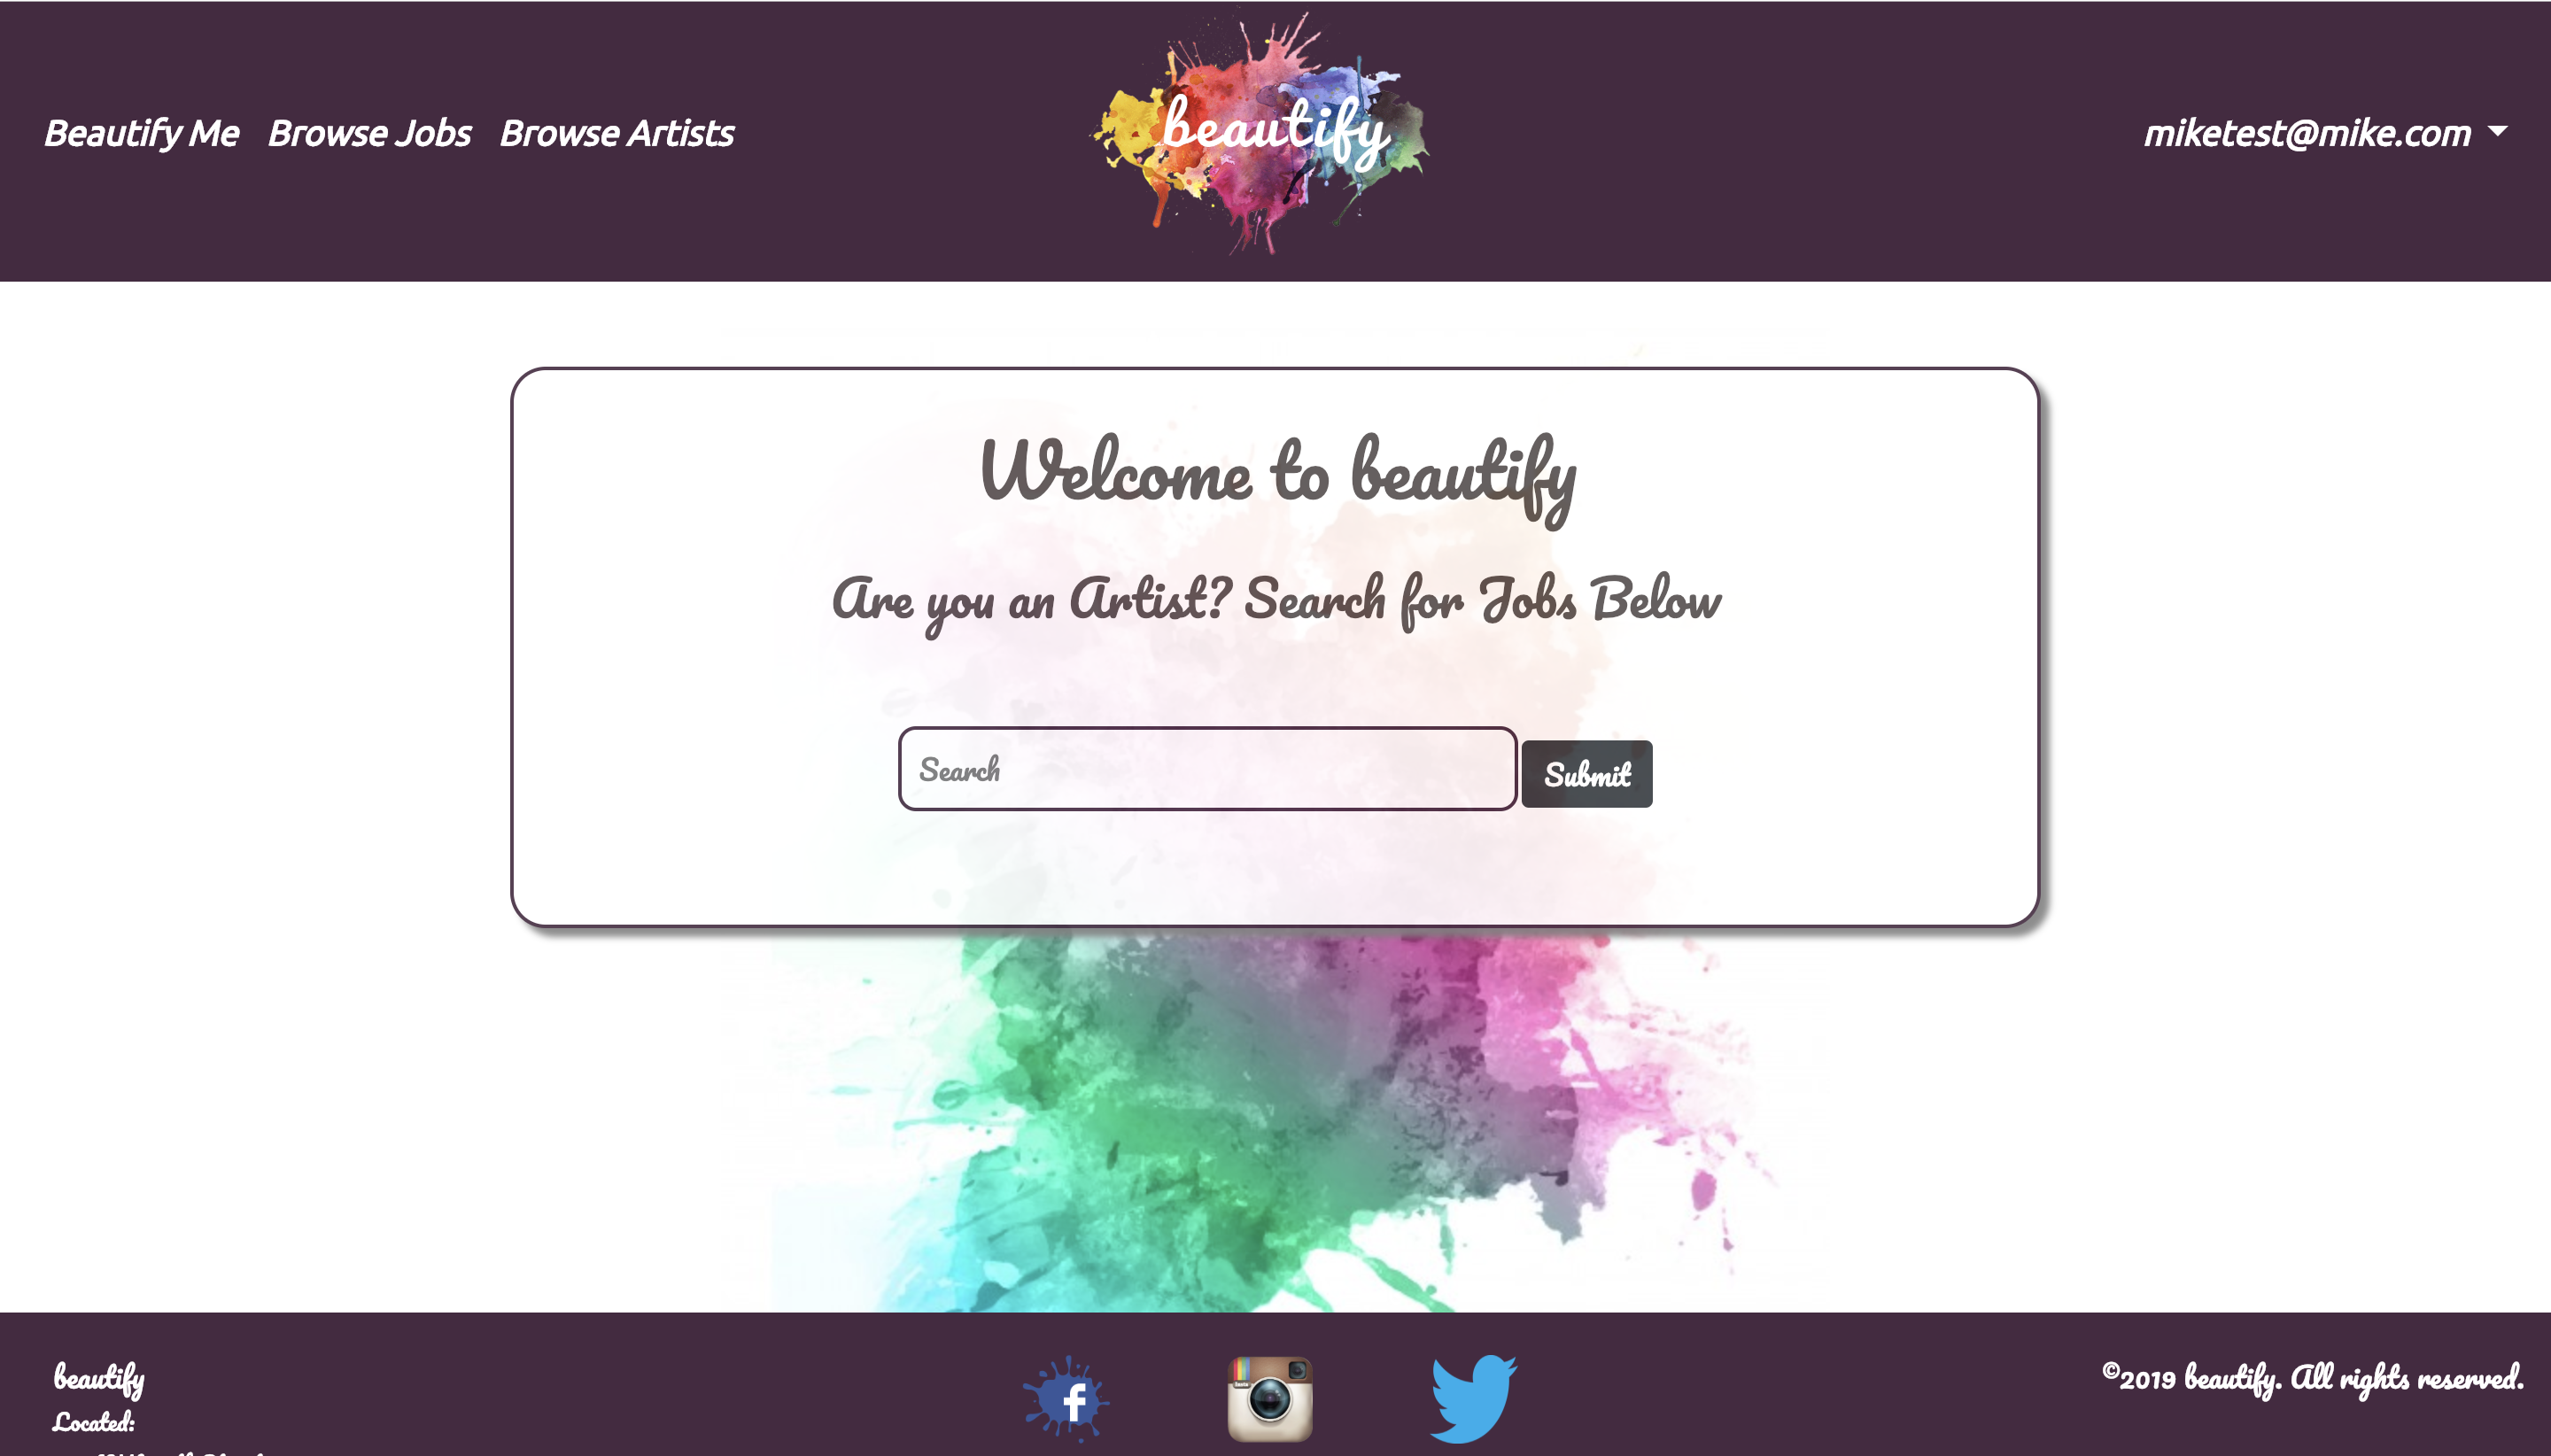 Beautify Me Browse Jobs Browse Artists
beautify
miketest@mike.com
Welcome to beautify
Are you an Artist? Search for Jobs Below
Search
Submit
beautify
Located:
f
©2019 beautify. All rights reserved.